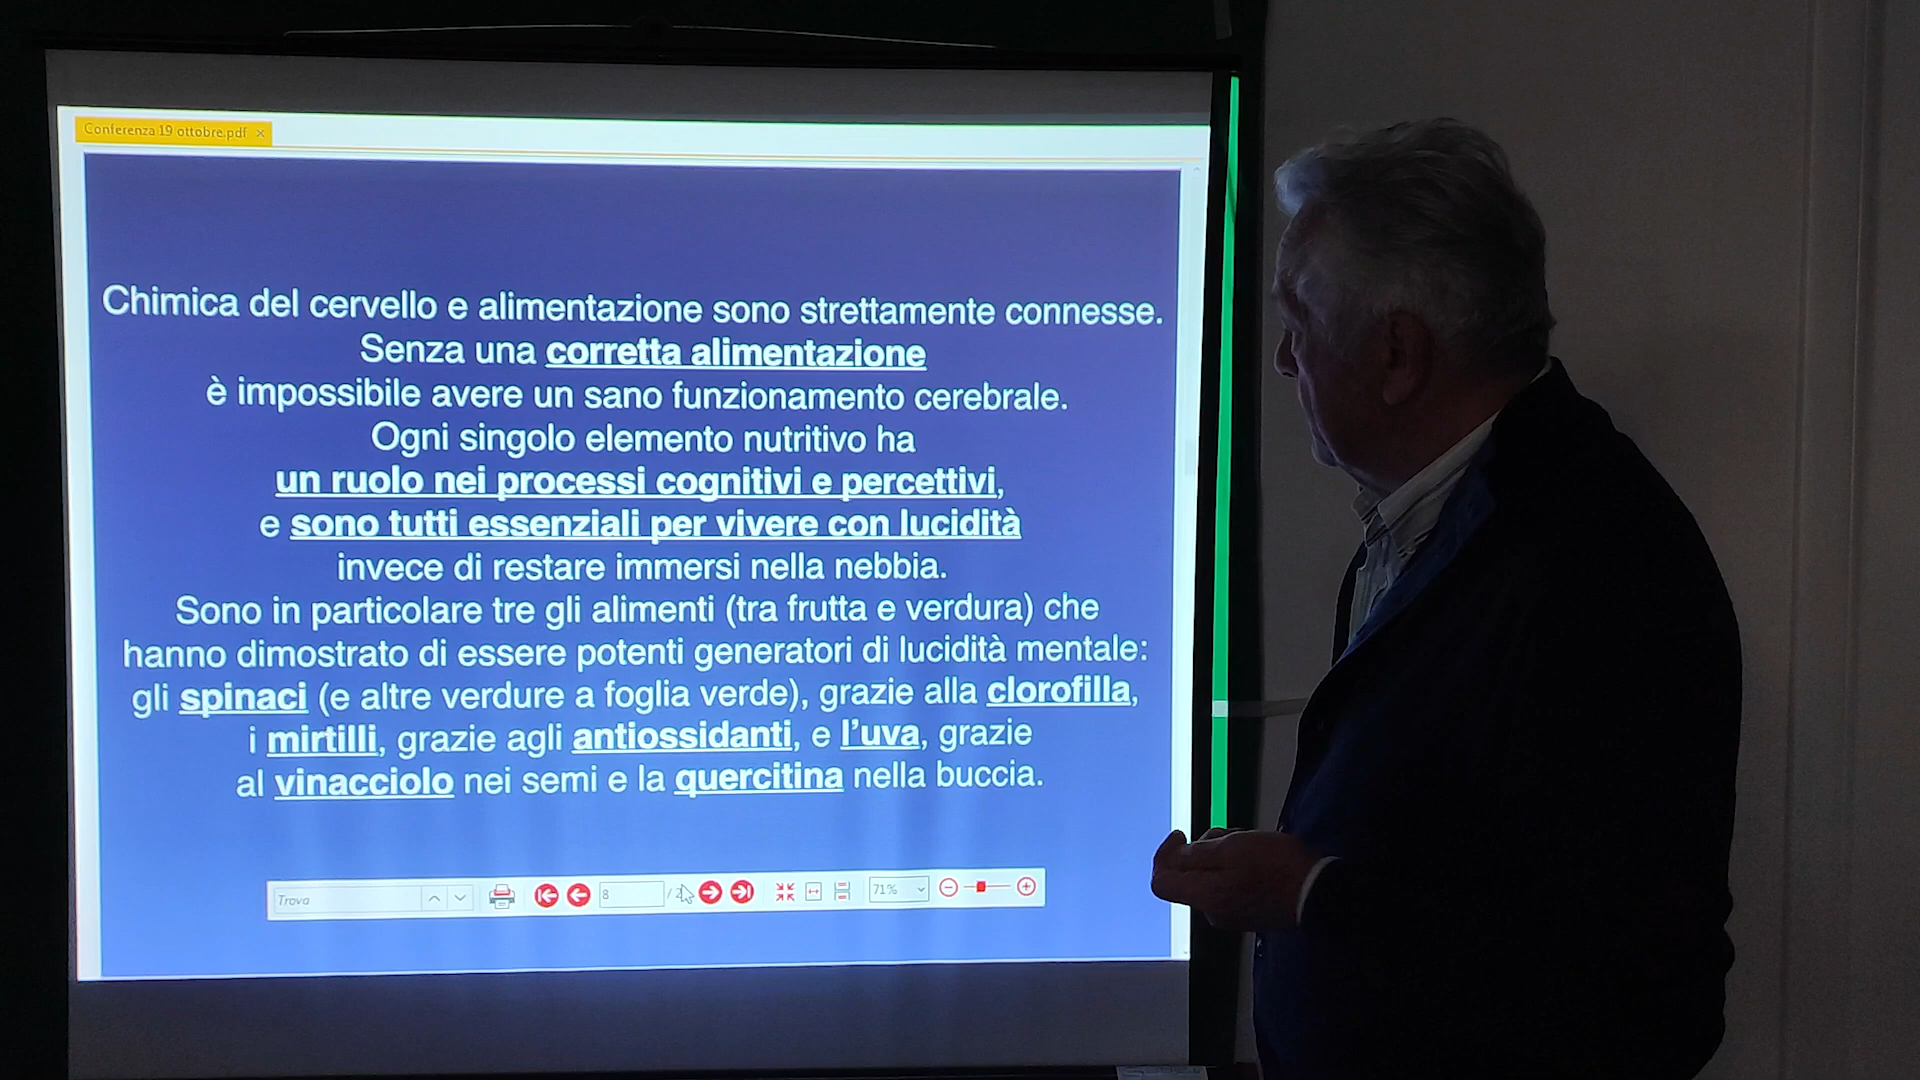 Conferenza 19 ottobre.pdf ×
Chimica del cervello e alimentazione sono strettamente connesse.
Senza una corretta alimentazione
è impossibile avere un sano funzionamento cerebrale.
Ogni singolo elemento nutritivo ha
un ruolo nei processi cognitivi e percettivi,
e sono tutti essenziali per vivere con lucidità
invece di restare immersi nella nebbia.
Sono in particolare tre gli alimenti (tra frutta e verdura) che
hanno dimostrato di essere potenti generatori di lucidità mentale:
gli spinaci (e altre verdure a foglia verde), grazie alla clorofilla,
i mirtilli, grazie agli antiossidanti, e l'uva, grazie
al vinacciolo nei semi e la quercitina nella buccia.
Trova 8 / 71%